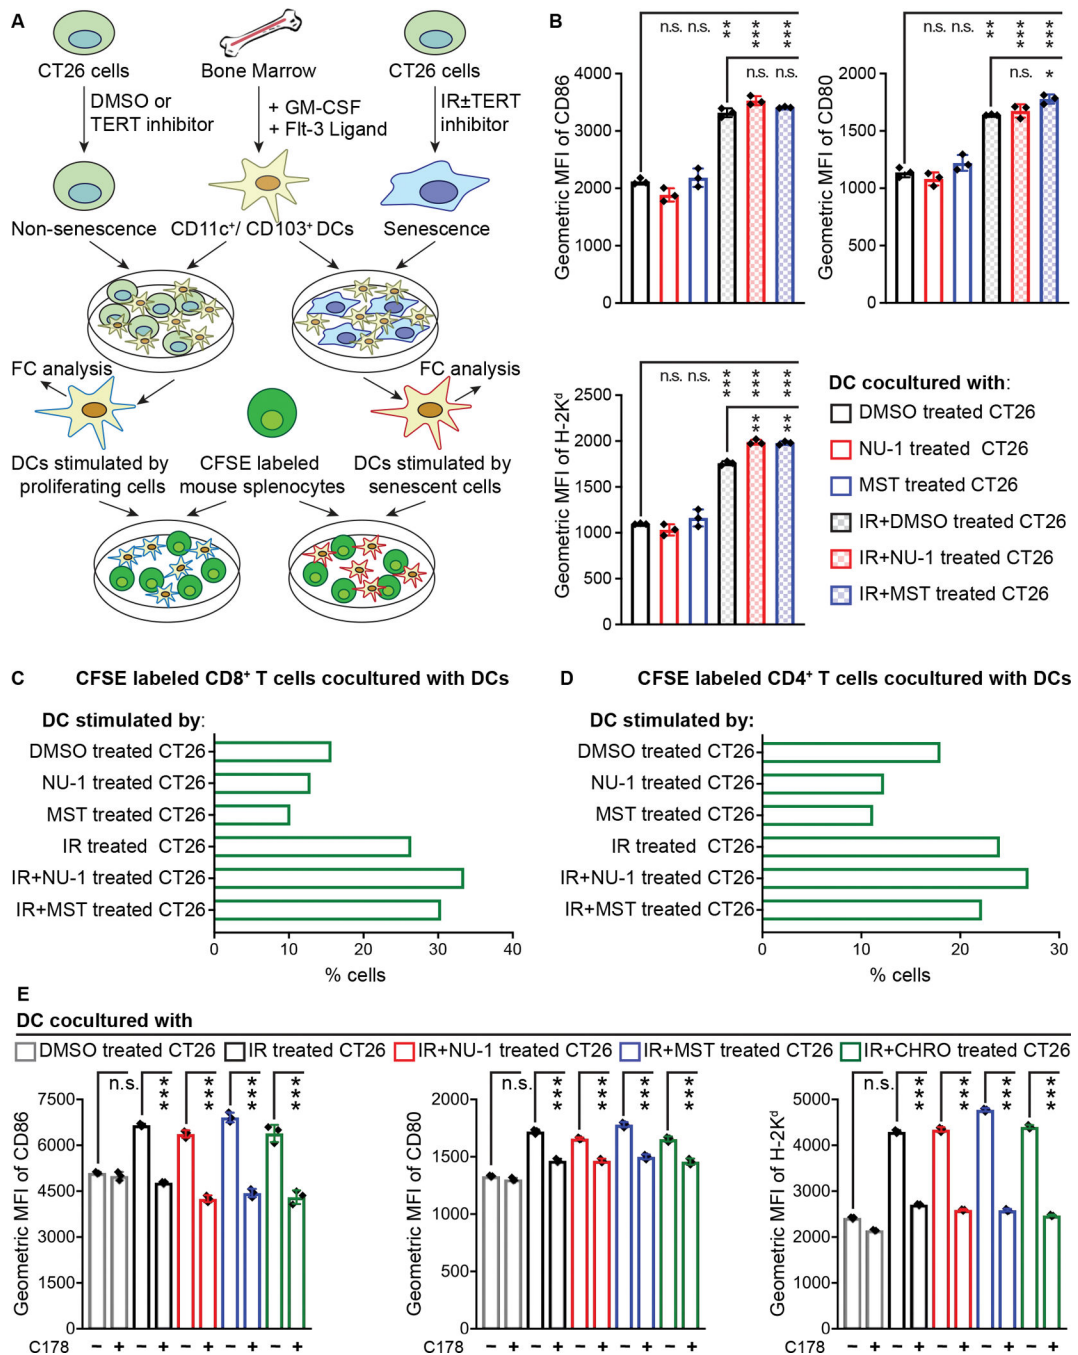 A
CT26 cells
Bone Marrow
CT26 cells
DMSO or
TERT inhibitor
+ GM-CSF
+ Flt-3 Ligand
IR±TERT
inhibitor
Non-senescence
CD11c⁺/ CD103⁺ DCs
Senescence
FC analysis
FC analysis
DCs stimulated by
proliferating cells
CFSE labeled
mouse splenocytes
DCs stimulated by
senescent cells
B
Geometric MFI of CD86
4000
3000
2000
1000
0
n.s. n.s. ** *** ***
n.s. n.s.
Geometric MFI of CD80
2000
1500
1000
500
0
n.s. n.s. ** *** ***
n.s. *
Geometric MFI of H-2Kᵈ
2500
2000
1500
1000
500
0
n.s. n.s. *** *** ***
** **
DC cocultured with:
DMSO treated CT26
NU-1 treated CT26
MST treated CT26
IR+DMSO treated CT26
IR+NU-1 treated CT26
IR+MST treated CT26
C CFSE labeled CD8⁺ T cells cocultured with DCs
DC stimulated by:
DMSO treated CT26
NU-1 treated CT26
MST treated CT26
IR treated CT26
IR+NU-1 treated CT26
IR+MST treated CT26
0 10 20 30 40
% cells
D CFSE labeled CD4⁺ T cells cocultured with DCs
DC stimulated by:
DMSO treated CT26
NU-1 treated CT26
MST treated CT26
IR treated CT26
IR+NU-1 treated CT26
IR+MST treated CT26
0 10 20 30
% cells
E
DC cocultured with
DMSO treated CT26 IR treated CT26 IR+NU-1 treated CT26 IR+MST treated CT26 IR+CHRO treated CT26
Geometric MFI of CD86
7500
6000
4500
3000
1500
0
n.s. *** *** *** ***
C178 – + – + – + – + – +
Geometric MFI of CD80
2000
1500
1000
500
0
n.s. *** *** *** ***
C178 – + – + – + – + – +
Geometric MFI of H-2Kᵈ
5000
4000
3000
2000
1000
0
n.s. *** *** *** ***
C178 – + – + – + – + – +